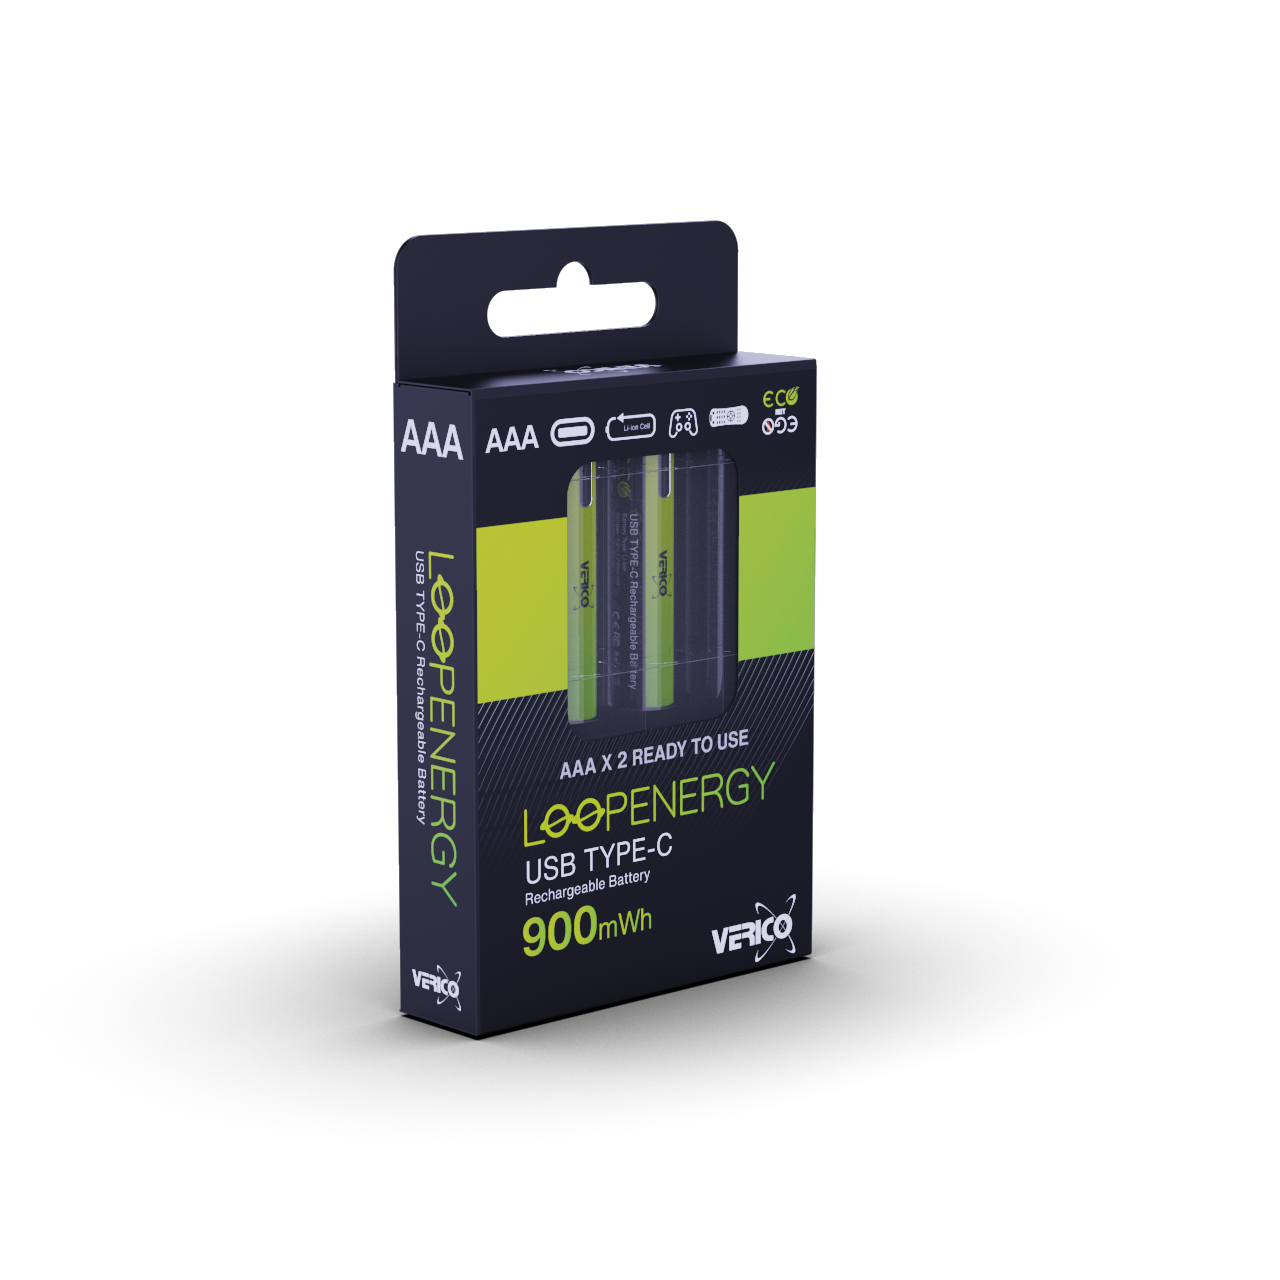 AAA
LOOPENERGY
USB TYPE-C Rechargeable Battery
VERICO
AAA
Li-ion Cell
ECO
VERICO
USB TYPE-C Rechargeable Battery
VERICO
AAA X 2 READY TO USE
LOOPENERGY
USB TYPE-C
Rechargeable Battery
900mWh
VERICO